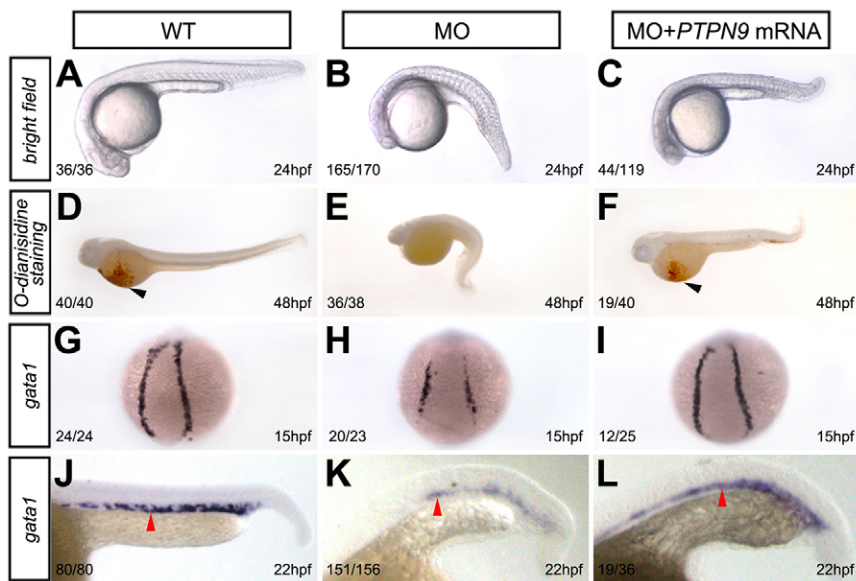 WT
MO
MO+PTPN9 mRNA
bright field
A
36/36
24hpf
B
165/170
24hpf
C
44/119
24hpf
O-dianisidine
staining
D
40/40
48hpf
E
36/38
48hpf
F
19/40
48hpf
gata1
G
24/24
15hpf
H
20/23
15hpf
I
12/25
15hpf
gata1
J
80/80
22hpf
K
151/156
22hpf
L
19/36
22hpf